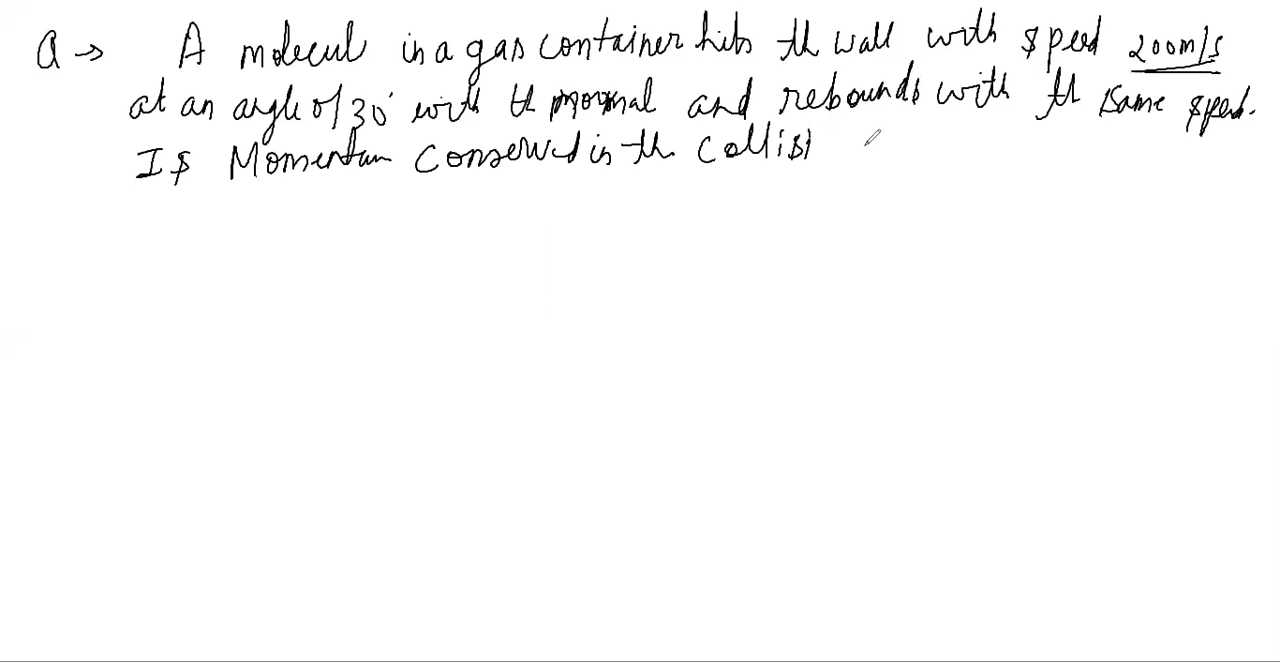 Q → A molecul in a gas container hits th wall with speed 200m/s
at an angle of 30° with th normal and rebounds with th same speed.
Is Momentum Conserved in the Collisi